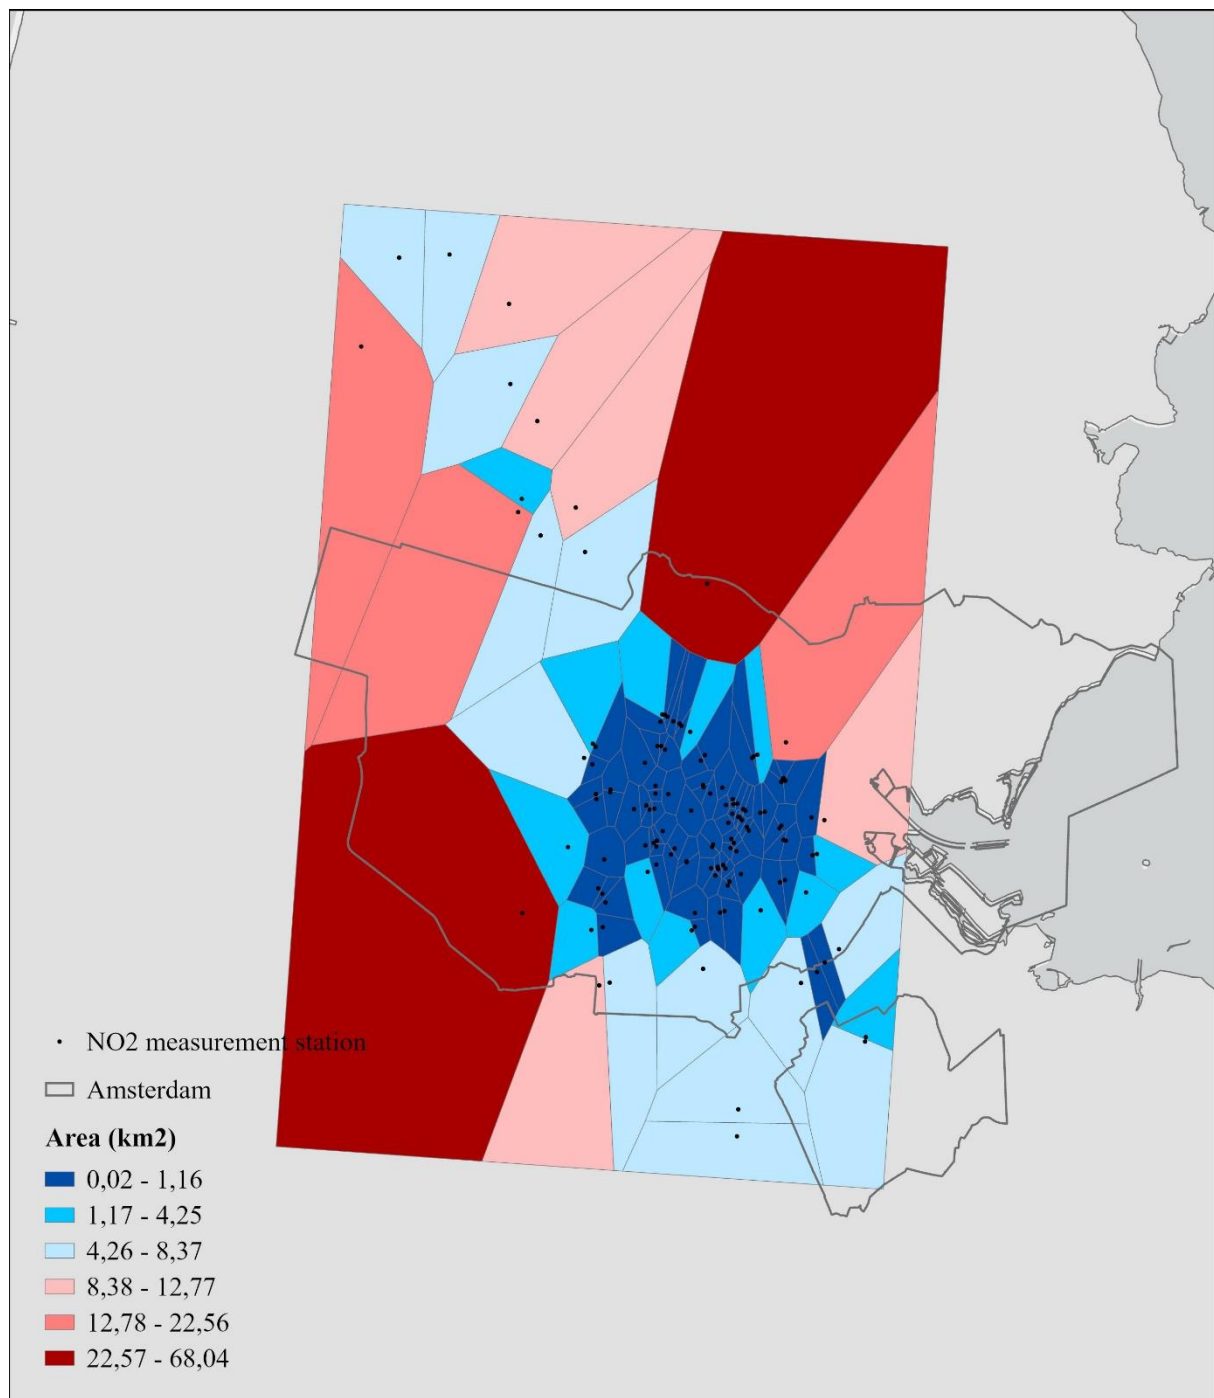 NO2 measurement station
Amsterdam
Area (km2)
0,02 - 1,16
1,17 - 4,25
4,26 - 8,37
8,38 - 12,77
12,78 - 22,56
22,57 - 68,04